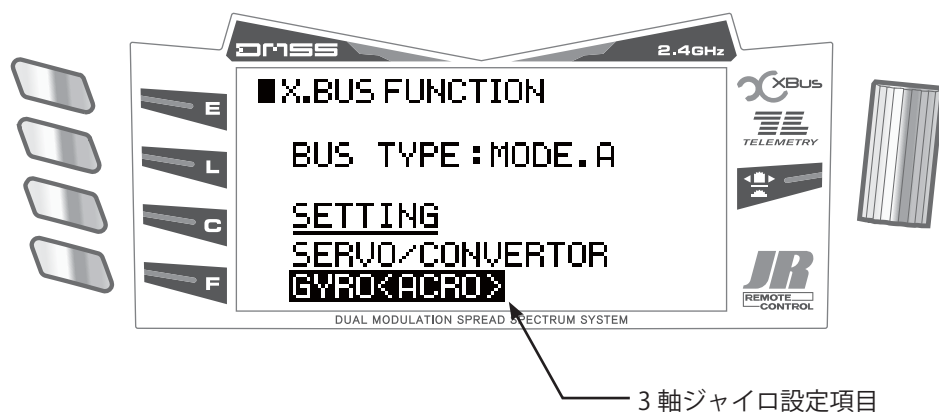 DMSS
2.4GHz
■X.BUS FUNCTION
BUS TYPE:MODE.A
SETTING
SERVO/CONVERTOR
GYRO<ACRO>
E
L
C
F
XBus
TELEMETRY
JR
REMOTE
CONTROL
DUAL MODULATION SPREAD SPECTRUM SYSTEM
3 軸ジャイロ設定項目